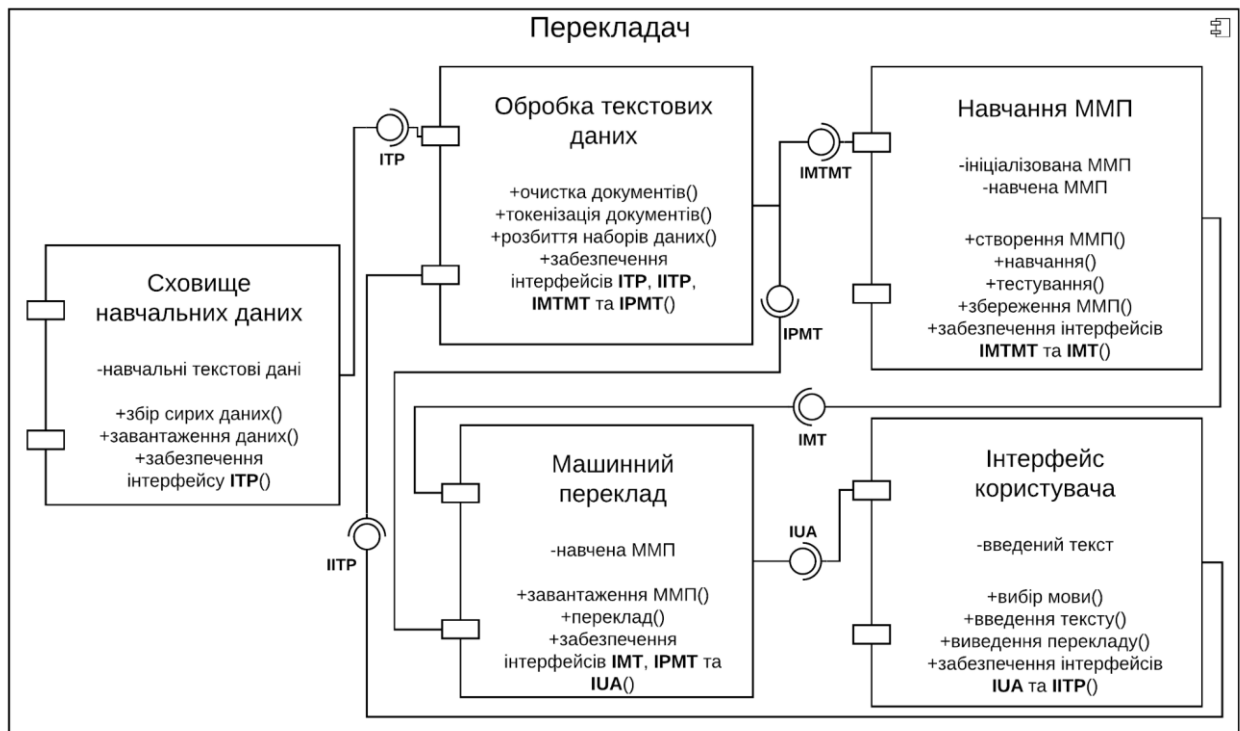 Перекладач
Обробка текстових
даних
+очистка документів()
+токенізація документів()
+розбиття наборів даних()
+забезпечення
інтерфейсів ITP, IITP,
IMTMT та IPMT()
Навчання ММП
-ініціалізована ММП
-навчена ММП
+створення ММП()
+навчання()
+тестування()
+збереження ММП()
+забезпечення інтерфейсів
IMTMT та IMT()
ITP
IMTMT
Сховище
навчальних даних
-навчальні текстові дані
+збір сирих даних()
+завантаження даних()
+забезпечення
інтерфейсу ITP()
IPMT
IMT
Машинний
переклад
-навчена ММП
+завантаження ММП()
+переклад()
+забезпечення
інтерфейсів IMT, IPMT та
IUA()
IITP
IUA
Інтерфейс
користувача
-введений текст
+вибір мови()
+введення тексту()
+виведення перекладу()
+забезпечення інтерфейсів
IUA та IITP()